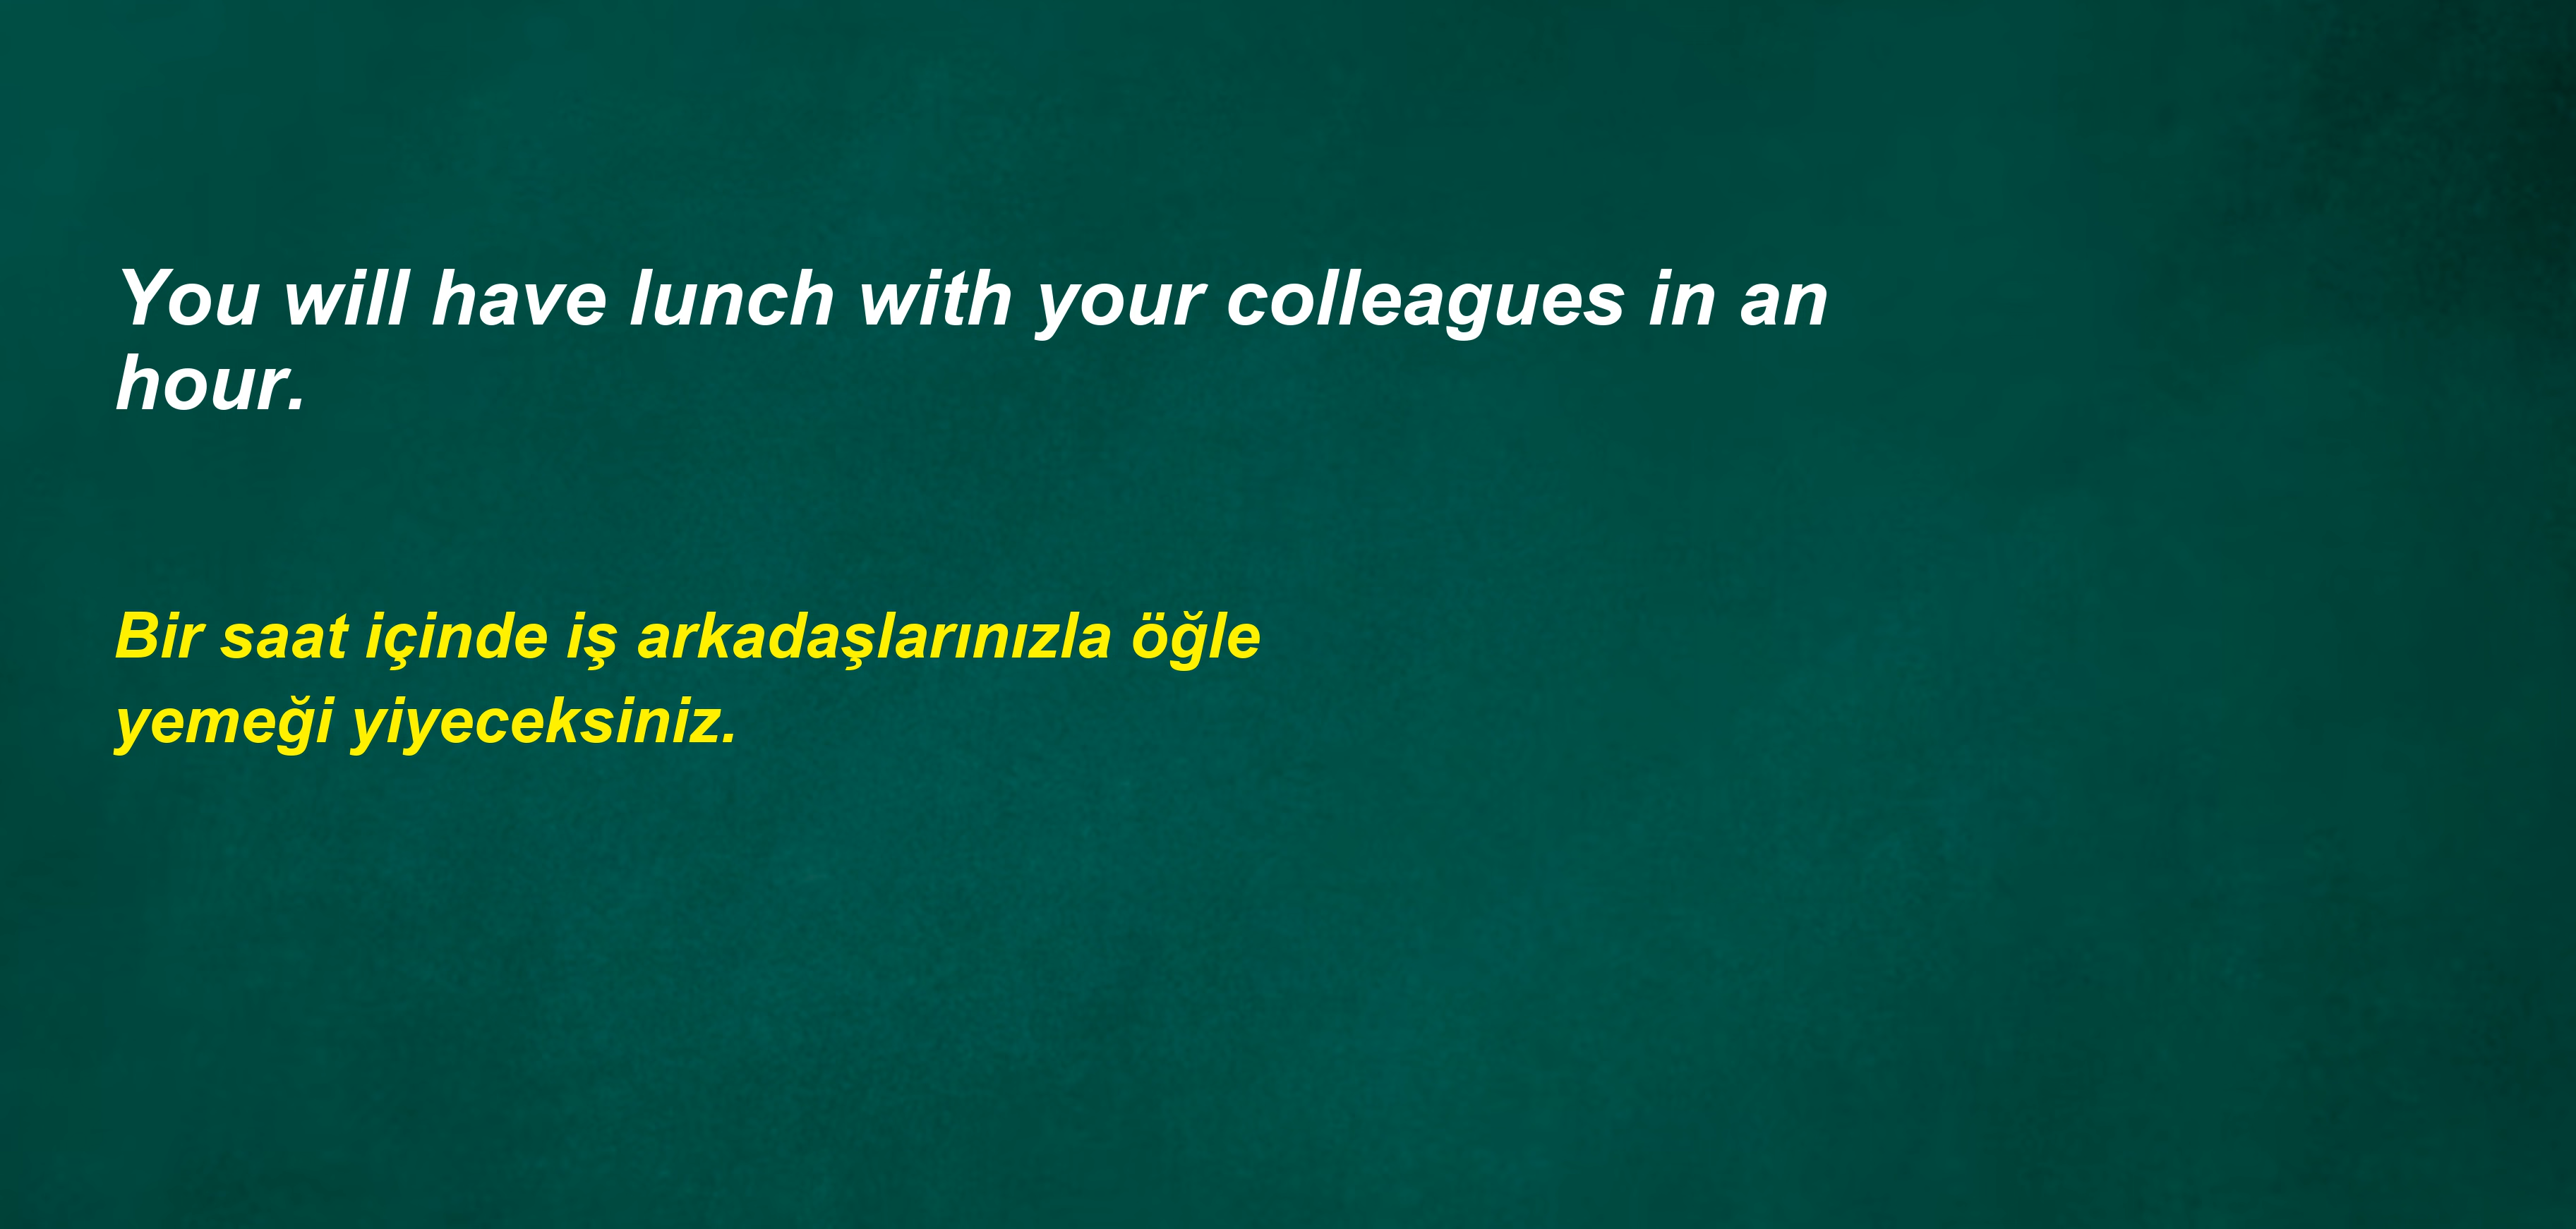 You will have lunch with your colleagues in an
hour.
Bir saat içinde iş arkadaşlarınızla öğle
yemeği yiyeceksiniz.